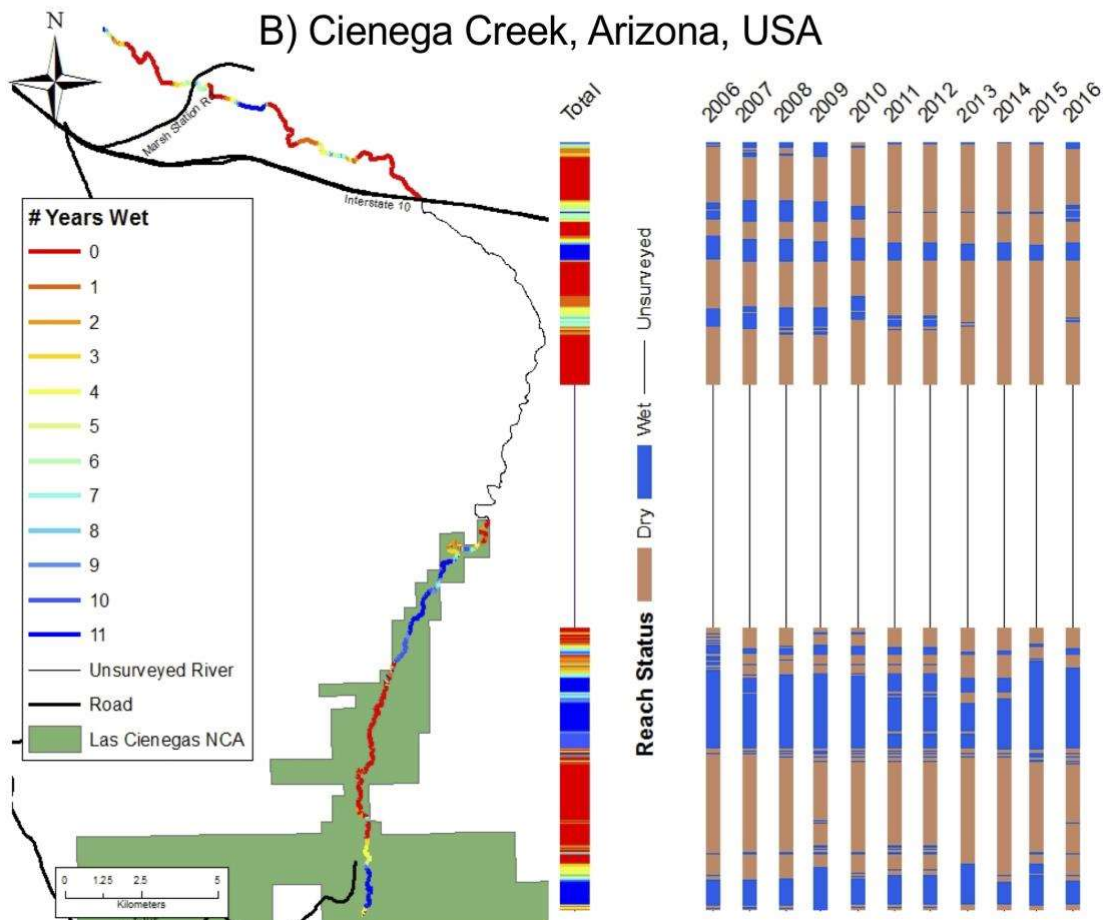 B) Cienega Creek, Arizona, USA
N
Marsh Station R
Interstate 10
# Years Wet
0
1
2
3
4
5
6
7
8
9
10
11
Unsurveyed River
Road
Las Cienegas NCA
0 1.25 2.5 5
Kilometers
Total
Reach Status Dry Wet Unsurveyed
2006
2007
2008
2009
2010
2011
2012
2013
2014
2015
2016